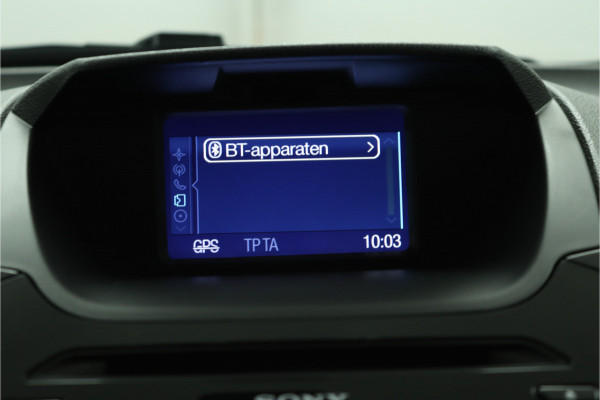 BT-apparaten
GPS TP TA 10:03
SONY